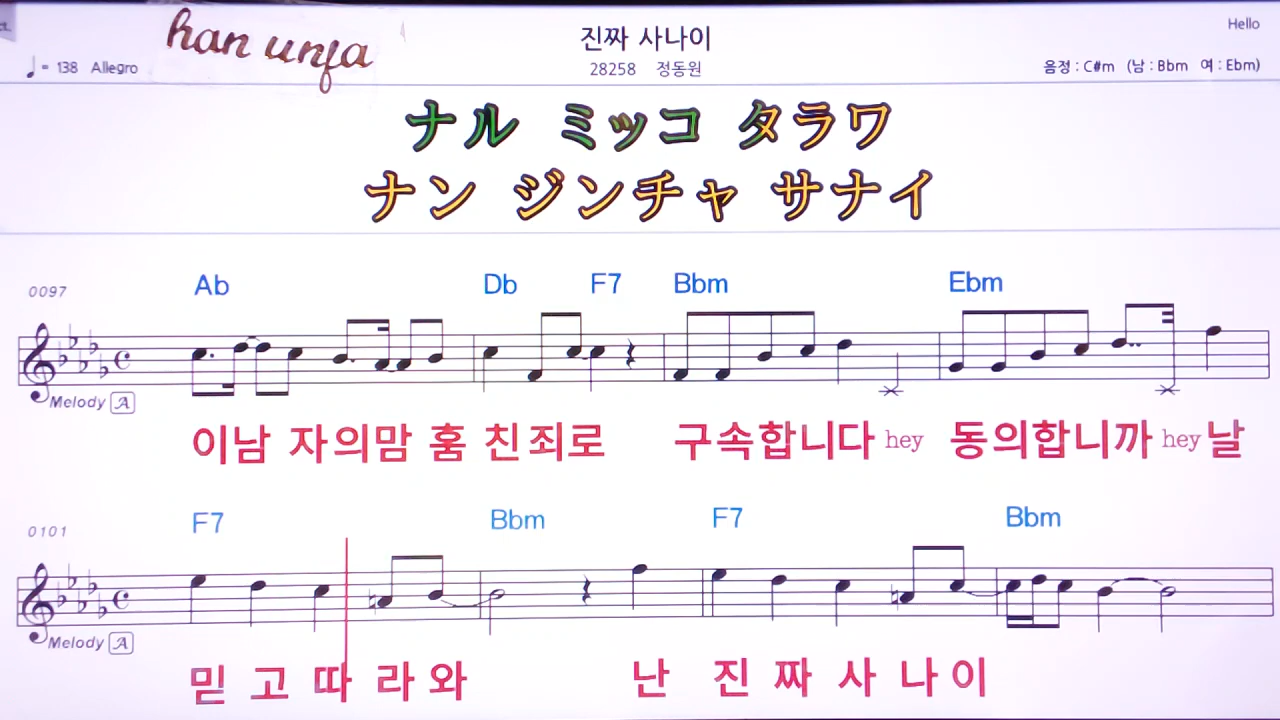 han unfa
진짜 사나이
Hello
♩= 138 Allegro
28258 정동원
음정 : C#m (남 : Bbm 여 : Ebm)
ナル ミッコ タラワ
ナン ジンチャ サナイ
0097 Ab Db F7 Bbm Ebm
Melody A
이남 자의맘 훔 친죄로 구속합니다 hey 동의합니까 hey 날
0101 F7 Bbm F7 Bbm
Melody A
믿 고 따 라 와 난 진 짜 사 나 이